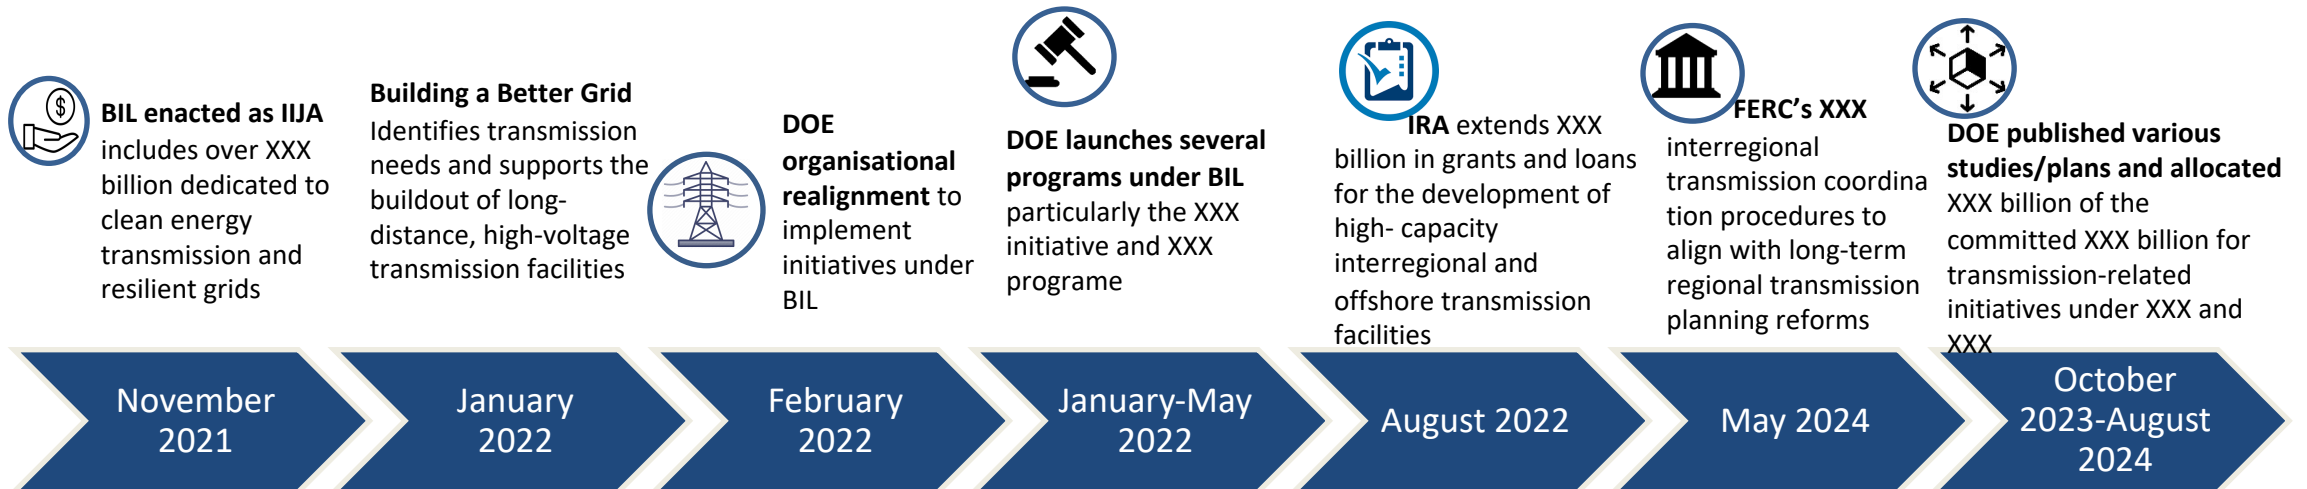 BIL enacted as IIJA
includes over XXX
billion dedicated to
clean energy
transmission and
resilient grids
Building a Better Grid
Identifies transmission
needs and supports the
buildout of long-
distance, high-voltage
transmission facilities
DOE
organisational
realignment to
implement
initiatives under
BIL
DOE launches several
programs under BIL
particularly the XXX
initiative and XXX
programe
IRA extends XXX
billion in grants and loans
for the development of
high- capacity
interregional and
offshore transmission
facilities
FERC’s XXX
interregional
transmission coordina
tion procedures to
align with long-term
regional transmission
planning reforms
DOE published various
studies/plans and allocated
XXX billion of the
committed XXX billion for
transmission-related
initiatives under XXX and
XXX
November
2021
January
2022
February
2022
January-May
2022
August 2022
May 2024
October
2023-August
2024